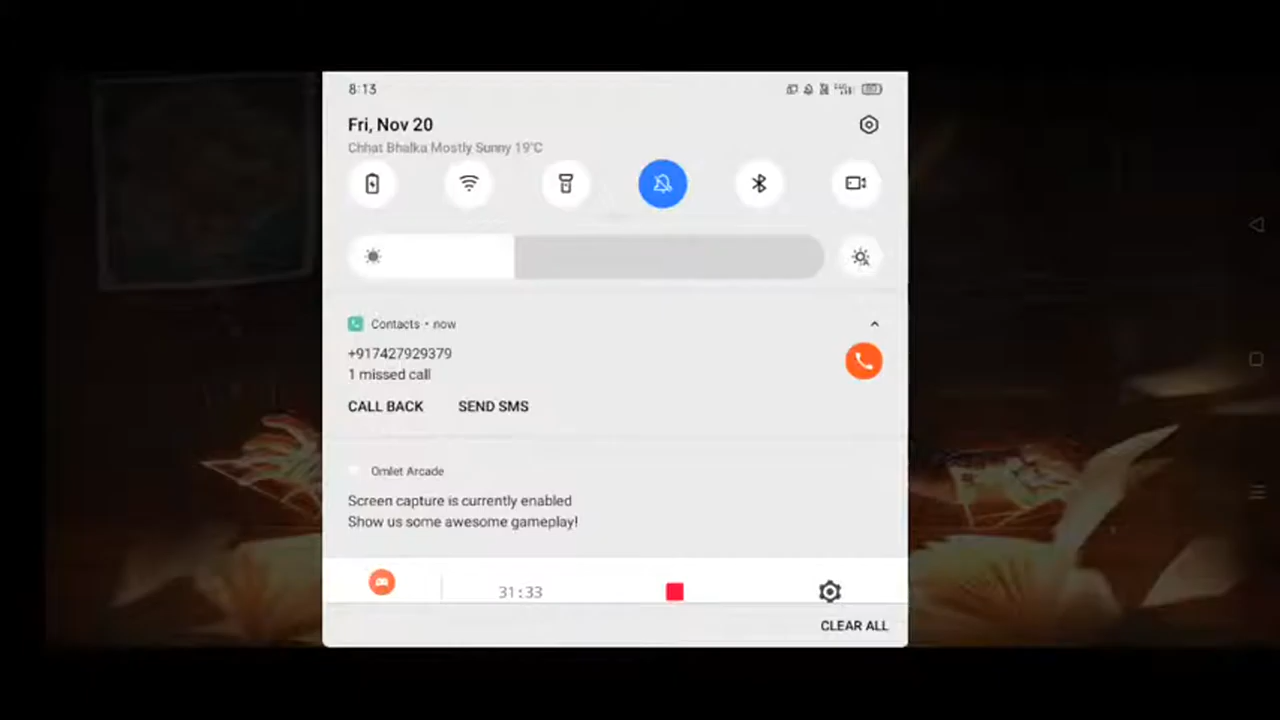 8:13
Fri, Nov 20
Chhat Bhalka Mostly Sunny 19°C
Contacts • now
+917427929379
1 missed call
CALL BACK SEND SMS
Omlet Arcade
Screen capture is currently enabled
Show us some awesome gameplay!
31:33
CLEAR ALL